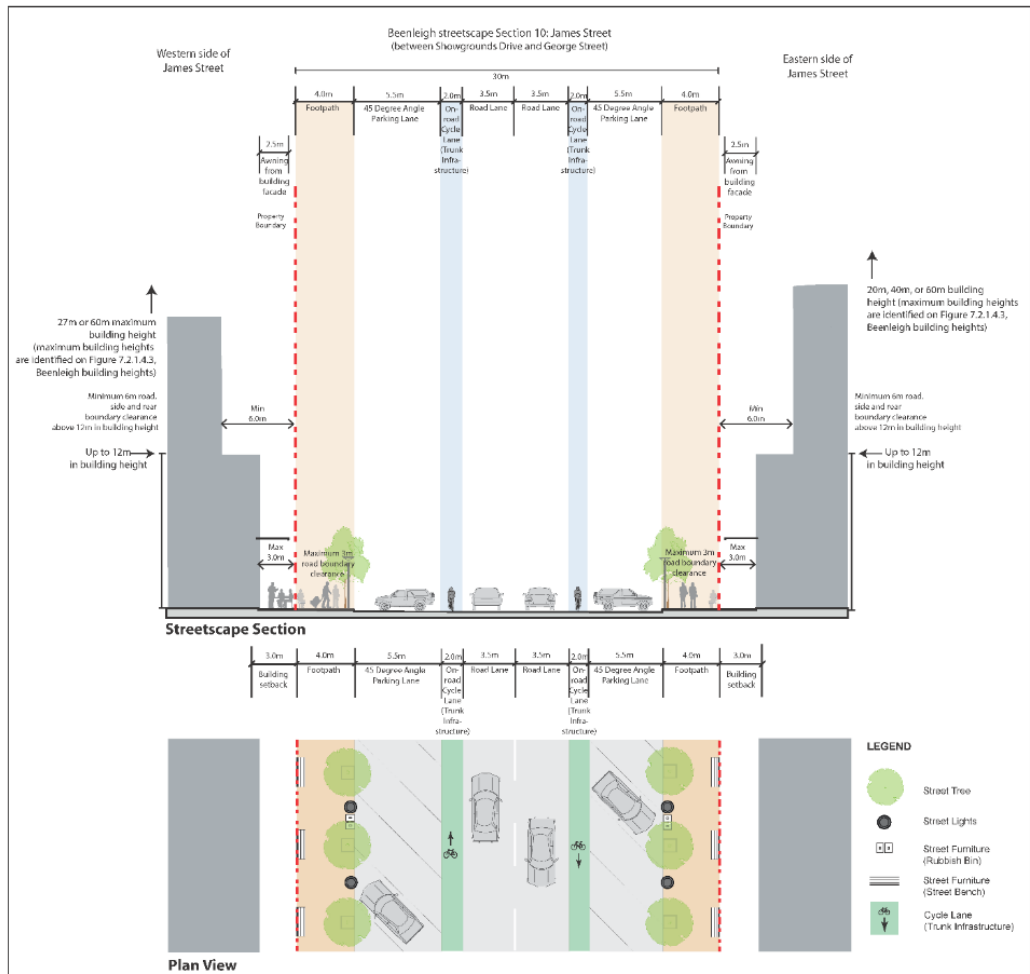 Beenleigh streetscape Section 10: James Street
(between Showgrounds Drive and George Street)
Western side of
James Street
Eastern side of
James Street
30m
4.0m
Footpath
5.5m
45 Degree Angle
Parking Lane
2.0m
On-
road
Cycle
Lane
(Trunk
Infra-
structure)
3.5m
Road Lane
3.5m
Road Lane
2.0m
On-
road
Cycle
Lane
(Trunk
Infra-
structure)
5.5m
45 Degree Angle
Parking Lane
4.0m
Footpath
2.5m
Awning
from
building
facade
Property
Boundary
2.5m
Awning
from
building
facade
Property
Boundary
27m or 60m maximum
building height
(maximum building heights
are identified on Figure 7.2.1.4.3,
Beenleigh building heights)
20m, 40m, or 60m building
height (maximum building heights
are identified on Figure 7.2.1.4.3,
Beenleigh building heights)
Minimum 6m road,
side and rear
boundary clearance
above 12m in building height
Min
6.0m
Min
6.0m
Minimum 6m road,
side and rear
boundary clearance
above 12m in building height
Up to 12m
in building height
Up to 12m
in building height
Max
3.0m
Maximum 3m
road boundary
clearance
Maximum 3m
road boundary
clearance
Max
3.0m
Streetscape Section
3.0m
Building
setback
4.0m
Footpath
5.5m
45 Degree Angle
Parking Lane
2.0m
On-
road
Cycle
Lane
(Trunk
Infra-
structure)
3.5m
Road Lane
3.5m
Road Lane
2.0m
On-
road
Cycle
Lane
(Trunk
Infra-
structure)
5.5m
45 Degree Angle
Parking Lane
4.0m
Footpath
3.0m
Building
setback
LEGEND
Street Tree
Street Lights
Street Furniture
(Rubbish Bin)
Street Furniture
(Street Bench)
Cycle Lane
(Trunk Infrastructure)
Plan View